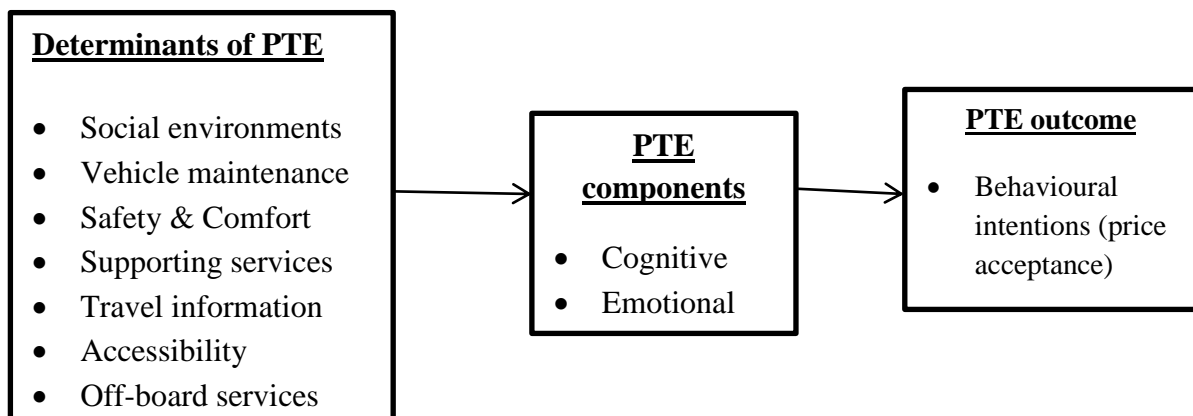 Determinants of PTE
• Social environments
• Vehicle maintenance
• Safety & Comfort
• Supporting services
• Travel information
• Accessibility
• Off-board services
PTE
components
• Cognitive
• Emotional
PTE outcome
• Behavioural
intentions (price
acceptance)